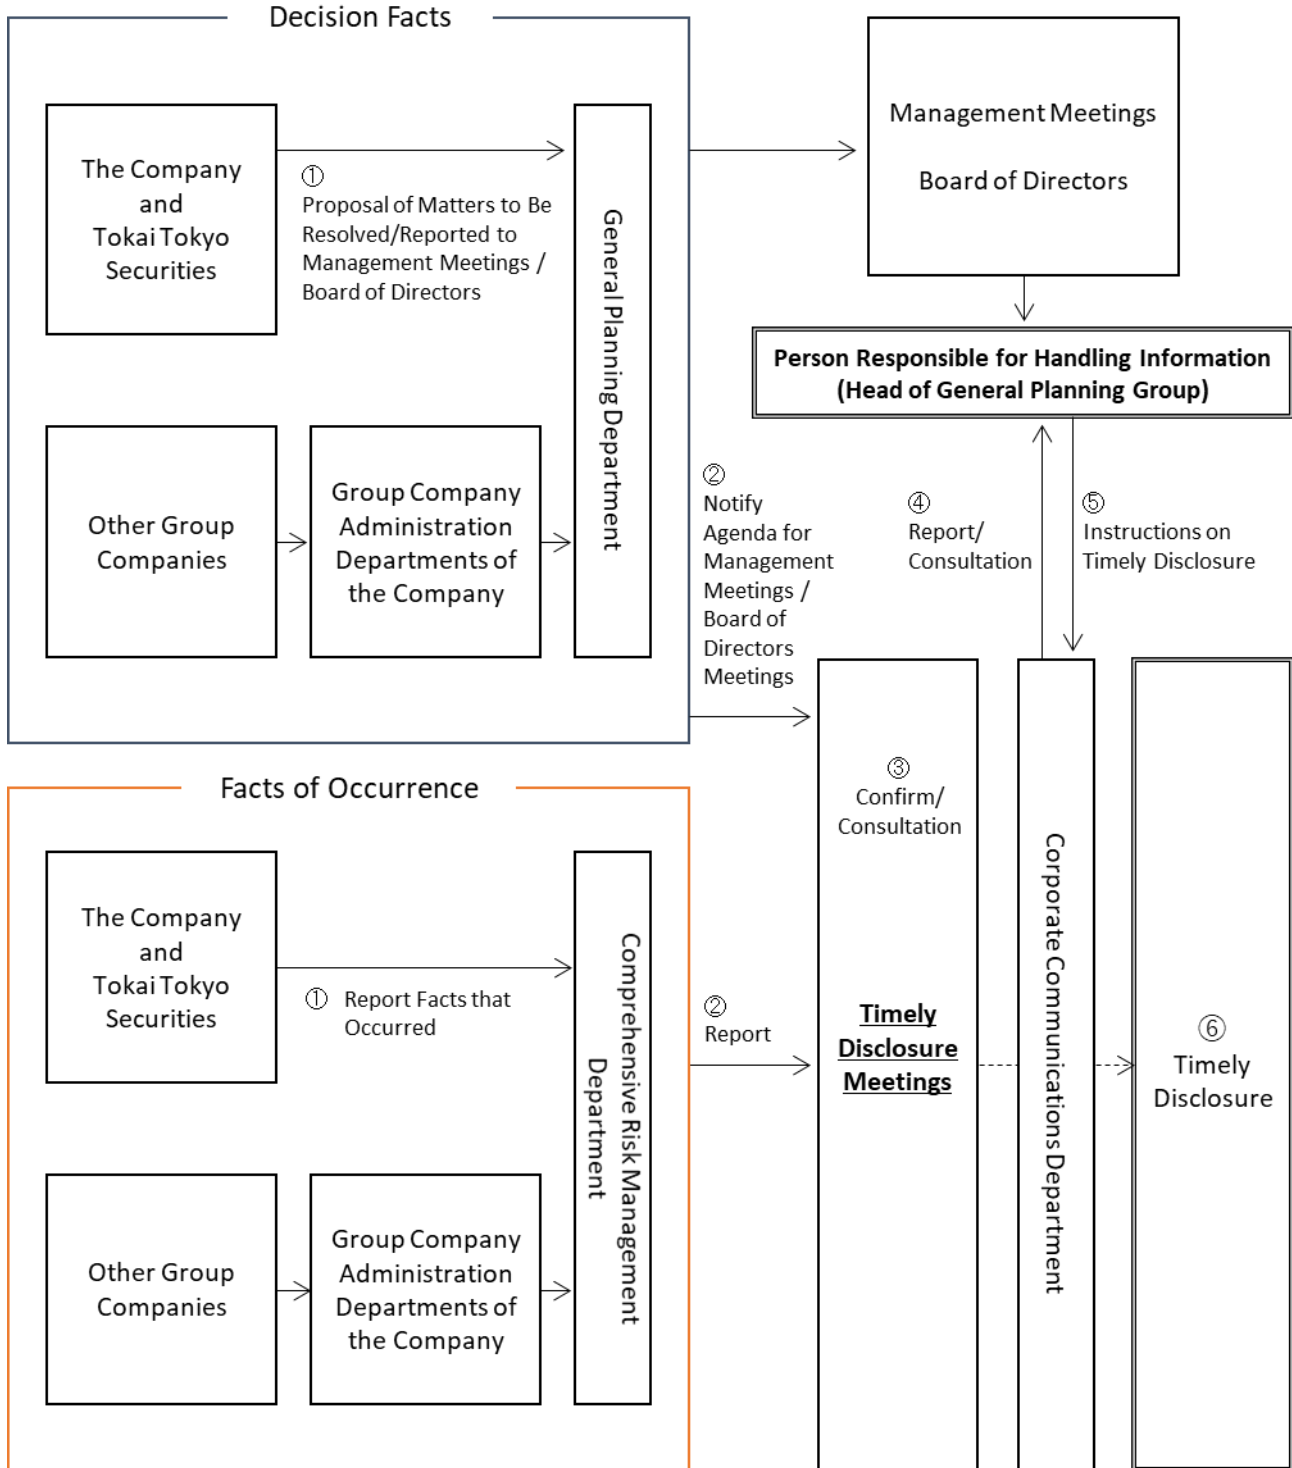 Decision Facts
The Company
and
Tokai Tokyo
Securities
①
Proposal of Matters to Be
Resolved/Reported to
Management Meetings /
Board of Directors
General Planning Department
Other Group
Companies
Group Company
Administration
Departments of
the Company
Management Meetings
Board of Directors
Person Responsible for Handling Information
(Head of General Planning Group)
②
Notify
Agenda for
Management
Meetings /
Board of
Directors
Meetings
④
Report/
Consultation
⑤
Instructions on
Timely Disclosure
Facts of Occurrence
The Company
and
Tokai Tokyo
Securities
① Report Facts that
Occurred
Comprehensive Risk Management
Department
Other Group
Companies
Group Company
Administration
Departments of
the Company
②
Report
③
Confirm/
Consultation
Timely
Disclosure
Meetings
Corporate Communications Department
⑥
Timely
Disclosure